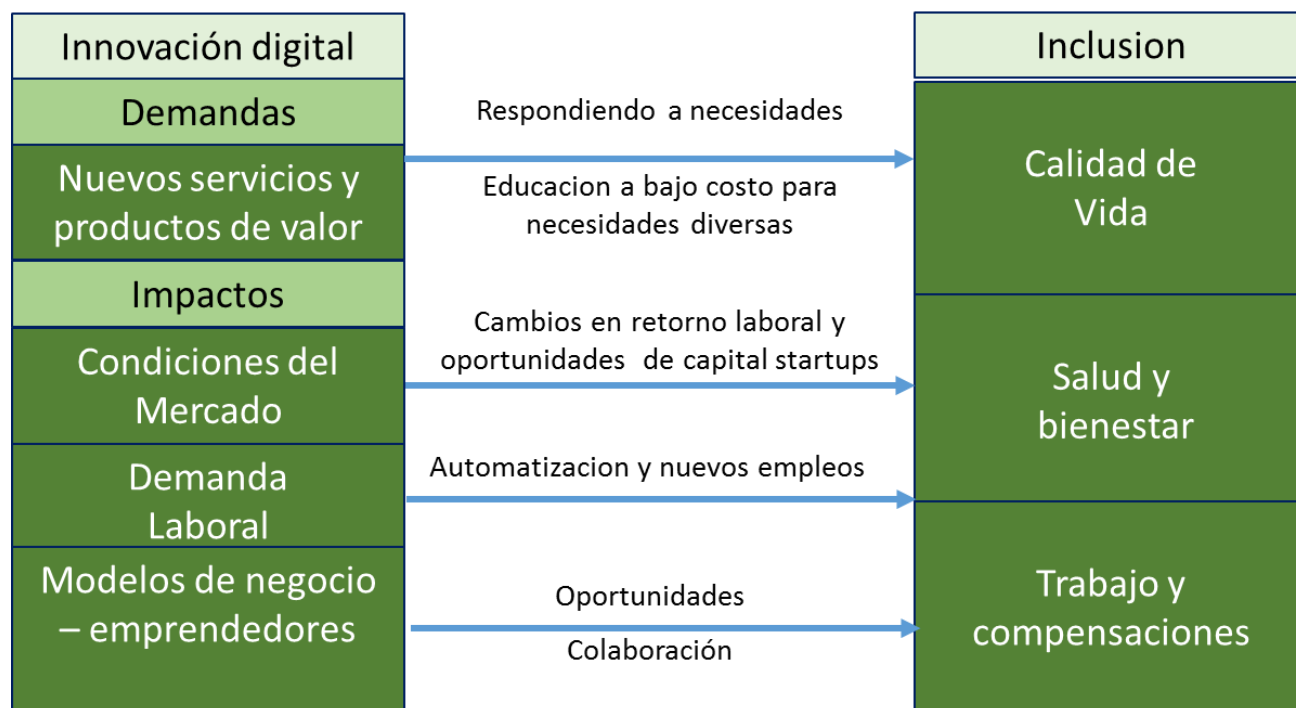 Innovación digital
Demandas
Nuevos servicios y
productos de valor
Impactos
Condiciones del
Mercado
Demanda
Laboral
Modelos de negocio
– emprendedores
Respondiendo a necesidades
Educacion a bajo costo para
necesidades diversas
Cambios en retorno laboral y
oportunidades de capital startups
Automatizacion y nuevos empleos
Oportunidades
Colaboración
Inclusion
Calidad de
Vida
Salud y
bienestar
Trabajo y
compensaciones